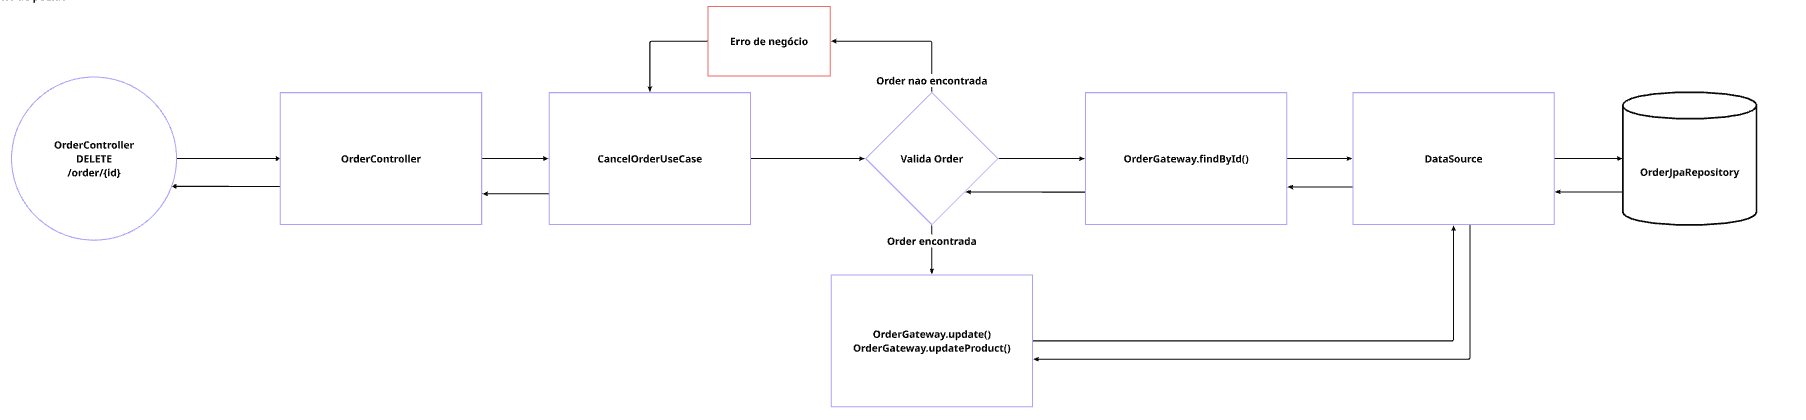 Erro de negócio
Order nao encontrada
OrderController
DELETE
/order/{id}
OrderController
CancelOrderUseCase
Valida Order
OrderGateway.findById()
DataSource
OrderJpaRepository
Order encontrada
OrderGateway.update()
OrderGateway.updateProduct()